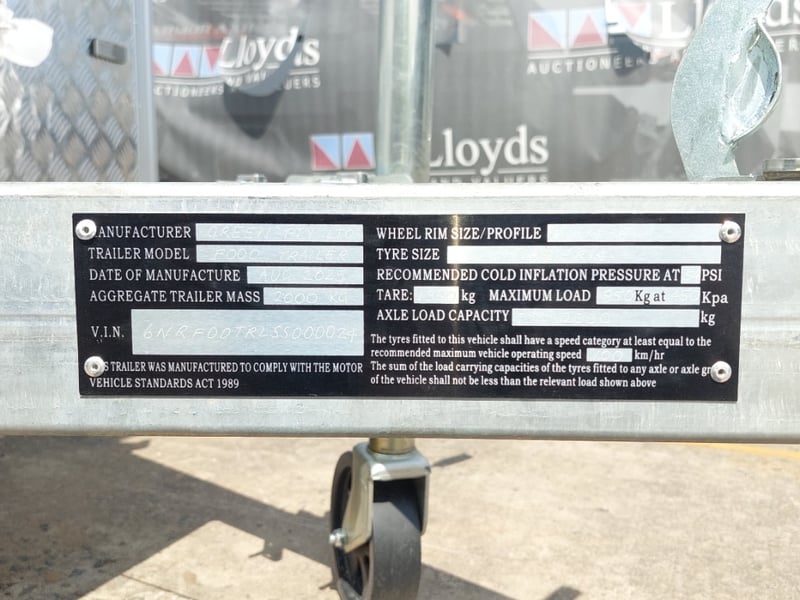 Lloyds
AUCTIONEERS AND VALUERS
Lloyds
AUCTIONEER
Lloyds
AND VALUERS
ANUFACTURER
TRAILER MODEL FOOD TRAILER
DATE OF MANUFACTURE AUG
AGGREGATE TRAILER MASS 2000 KG
V.I.N.
S TRAILER WAS MANUFACTURED TO COMPLY WITH THE MOTOR
VEHICLE STANDARDS ACT 1989
WHEEL RIM SIZE/PROFILE
TYRE SIZE
RECOMMENDED COLD INFLATION PRESSURE AT PSI
TARE: kg MAXIMUM LOAD Kg at Kpa
AXLE LOAD CAPACITY kg
The tyres fitted to this vehicle shall have a speed category at least equal to the
recommended maximum vehicle operating speed km/hr
The sum of the load carrying capacities of the tyres fitted to any axle or axle gr
of the vehicle shall not be less than the relevant load shown above